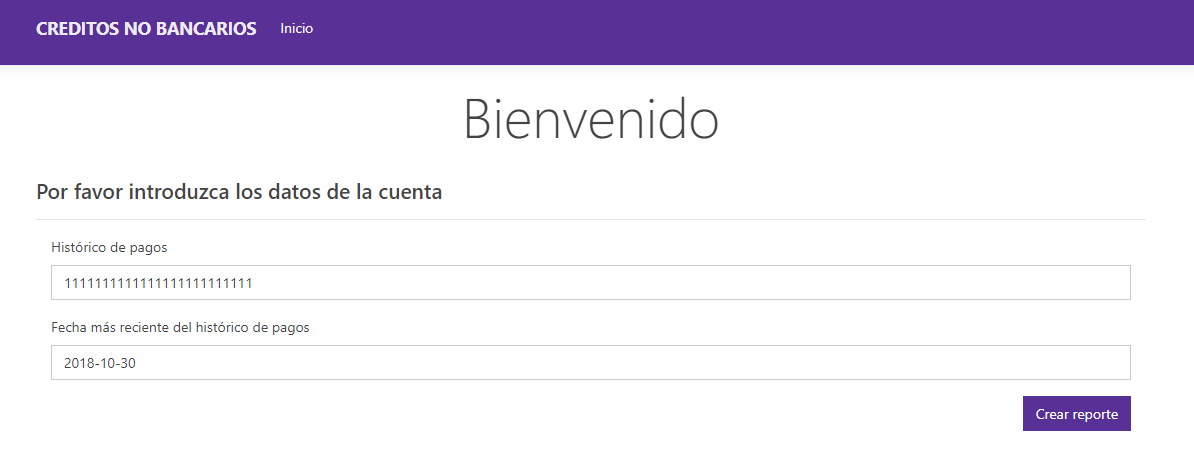 CREDITOS NO BANCARIOS Inicio
Bienvenido
Por favor introduzca los datos de la cuenta
Histórico de pagos
1111111111111111111111111
Fecha más reciente del histórico de pagos
2018-10-30
Crear reporte